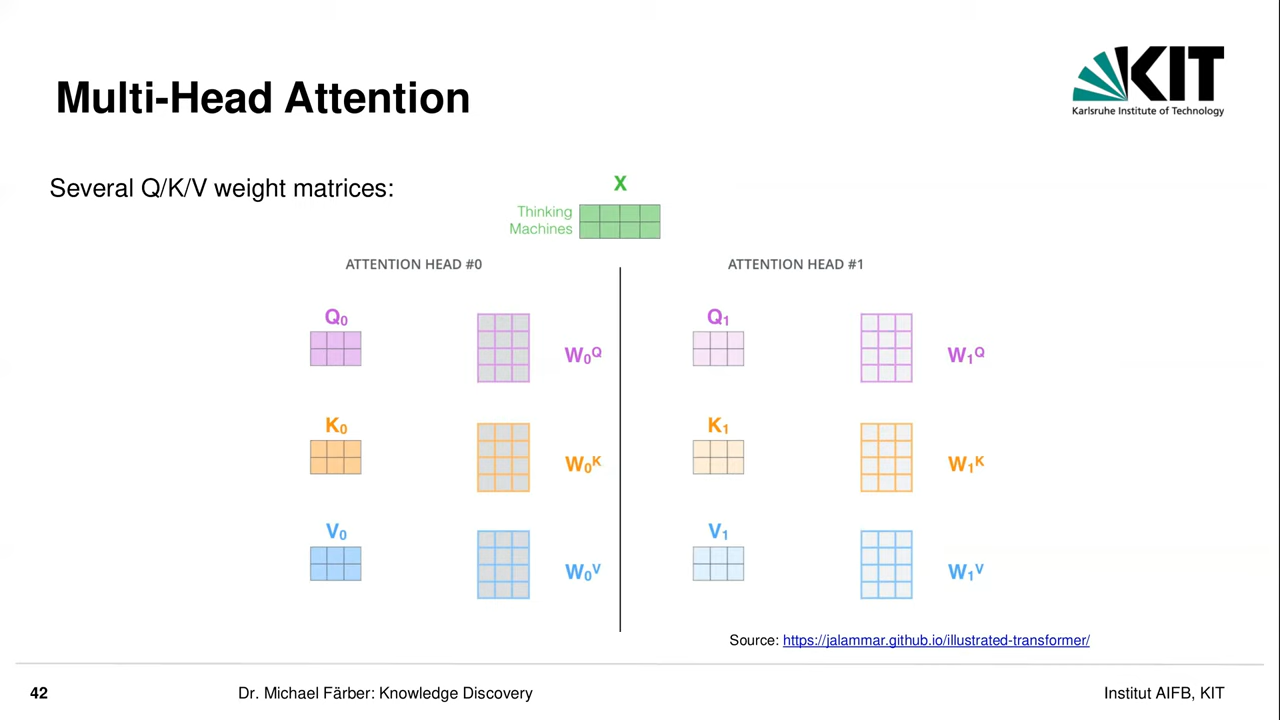 Multi-Head Attention
KIT
Karlsruhe Institute of Technology
Several Q/K/V weight matrices:
X
Thinking
Machines
ATTENTION HEAD #0
ATTENTION HEAD #1
Q₀
W₀Q
Q₁
W₁Q
K₀
W₀K
K₁
W₁K
V₀
W₀V
V₁
W₁V
Source: https://jalammar.github.io/illustrated-transformer/
42
Dr. Michael Färber: Knowledge Discovery
Institut AIFB, KIT